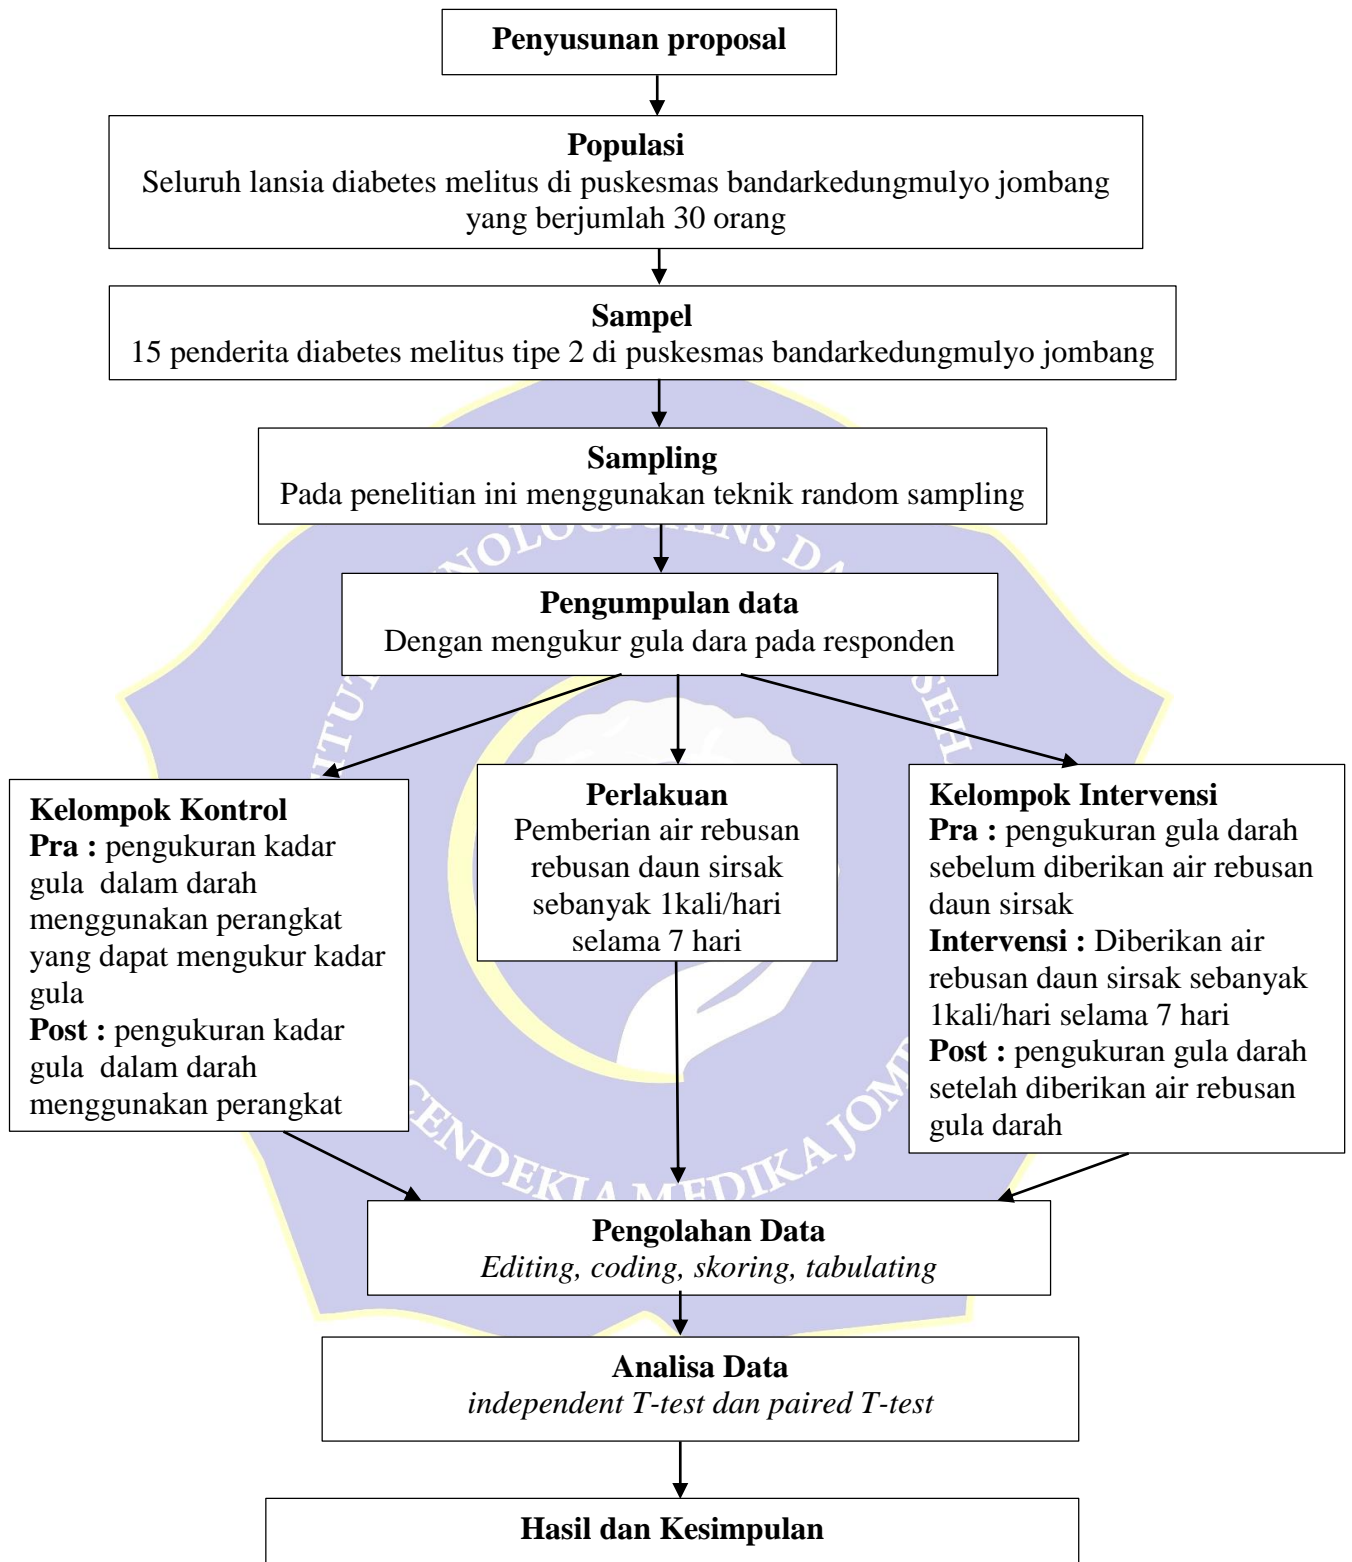 Penyusunan proposal
Populasi
Seluruh lansia diabetes melitus di puskesmas bandarkedungmulyo jombang
yang berjumlah 30 orang
Sampel
15 penderita diabetes melitus tipe 2 di puskesmas bandarkedungmulyo jombang
Sampling
Pada penelitian ini menggunakan teknik random sampling
Pengumpulan data
Dengan mengukur gula dara pada responden
Kelompok Kontrol
Pra : pengukuran kadar
gula dalam darah
menggunakan perangkat
yang dapat mengukur kadar
gula
Post : pengukuran kadar
gula dalam darah
menggunakan perangkat
Perlakuan
Pemberian air rebusan
rebusan daun sirsak
sebanyak 1kali/hari
selama 7 hari
Kelompok Intervensi
Pra : pengukuran gula darah
sebelum diberikan air rebusan
daun sirsak
Intervensi : Diberikan air
rebusan daun sirsak sebanyak
1kali/hari selama 7 hari
Post : pengukuran gula darah
setelah diberikan air rebusan
gula darah
CENDEKIA MEDIKA
Pengolahan Data
Editing, coding, skoring, tabulating
Analisa Data
independent T-test dan paired T-test
Hasil dan Kesimpulan